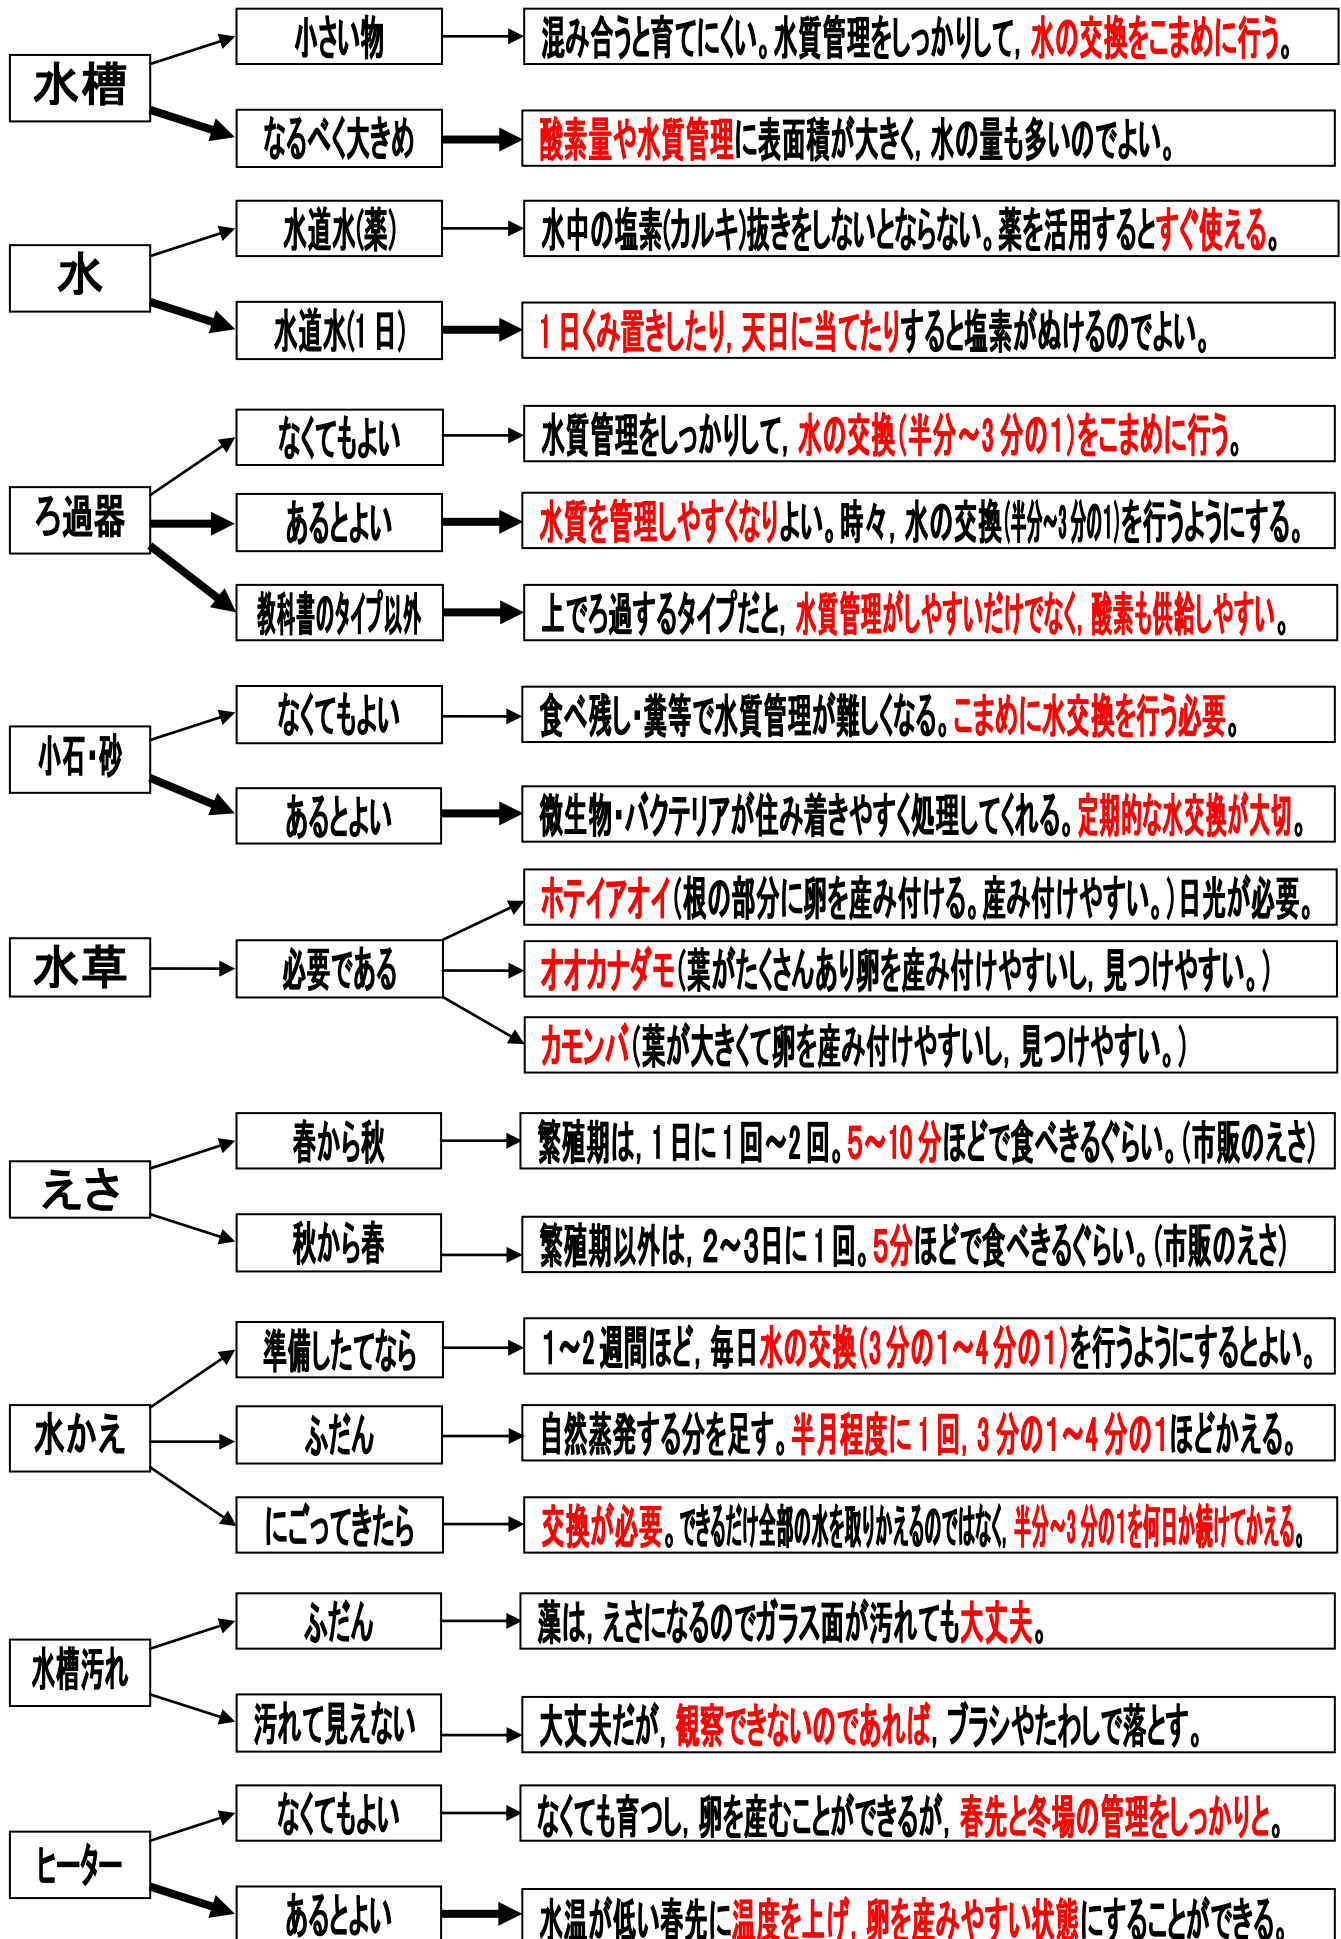 水槽
小さい物
混み合うと育てにくい。水質管理をしっかりして，水の交換をこまめに行う。
なるべく大きめ
酸素量や水質管理に表面積が大きく，水の量も多いのでよい。
水
水道水(薬)
水中の塩素(カルキ)抜きをしないとならない。薬を活用するとすぐ使える。
水道水(1日)
1日くみ置きしたり，天日に当てたりすると塩素がぬけるのでよい。
ろ過器
なくてもよい
水質管理をしっかりして，水の交換(半分～3分の1)をこまめに行う。
あるとよい
水質を管理しやすくなりよい。時々，水の交換(半分～3分の1)を行うようにする。
教科書のタイプ以外
上でろ過するタイプだと，水質管理がしやすいだけでなく，酸素も供給しやすい。
小石・砂
なくてもよい
食べ残し・糞等で水質管理が難しくなる。こまめに水交換を行う必要。
あるとよい
微生物・バクテリアが住み着きやすく処理してくれる。定期的な水交換が大切。
水草
必要である
ホテイアオイ(根の部分に卵を産み付ける。産み付けやすい。)日光が必要。
オオカナダモ(葉がたくさんあり卵を産み付けやすいし，見つけやすい。)
カモンバ(葉が大きくて卵を産み付けやすいし，見つけやすい。)
えさ
春から秋
繁殖期は，1日に1回～2回。5～10分ほどで食べきるぐらい。(市販のえさ)
秋から春
繁殖期以外は，2～3日に1回。5分ほどで食べきるぐらい。(市販のえさ)
水かえ
準備したてなら
1～2週間ほど，毎日水の交換(3分の1～4分の1)を行うようにするとよい。
ふだん
自然蒸発する分を足す。半月程度に1回，3分の1～4分の1ほどかえる。
にごってきたら
交換が必要。できるだけ全部の水を取りかえるのではなく，半分～3分の1を何日か続けてかえる。
水槽汚れ
ふだん
藻は，えさになるのでガラス面が汚れても大丈夫。
汚れて見えない
大丈夫だが，観察できないのであれば，ブラシやたわしで落とす。
ヒーター
なくてもよい
なくても育つし，卵を産むことができるが，春先と冬場の管理をしっかりと。
あるとよい
水温が低い春先に温度を上げ，卵を産みやすい状態にすることができる。